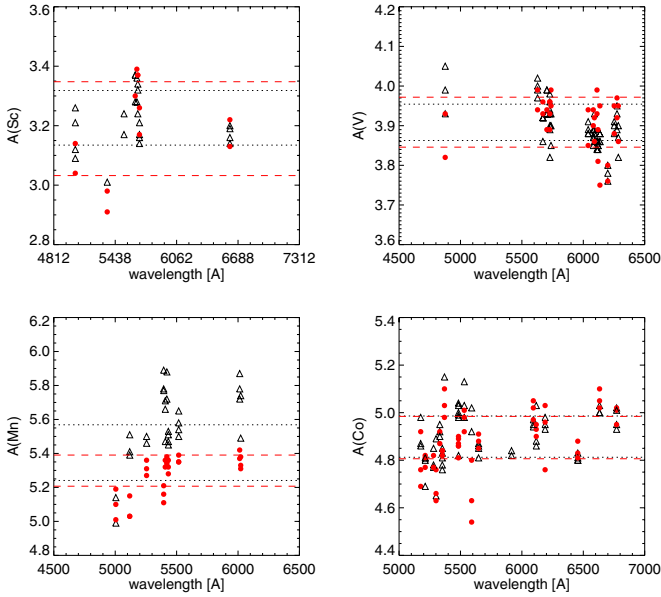 3.6
3.4
3.2
3.0
2.8
A(Sc)
4812 5438 6062 6688 7312
wavelength [A]
4.2
4.1
4.0
3.9
3.8
3.7
3.6
A(V)
4500 5000 5500 6000 6500
wavelength [A]
6.2
6.0
5.8
5.6
5.4
5.2
5.0
4.8
A(Mn)
4500 5000 5500 6000 6500
wavelength [A]
5.4
5.2
5.0
4.8
4.6
4.4
A(Co)
5000 5500 6000 6500 7000
wavelength [A]